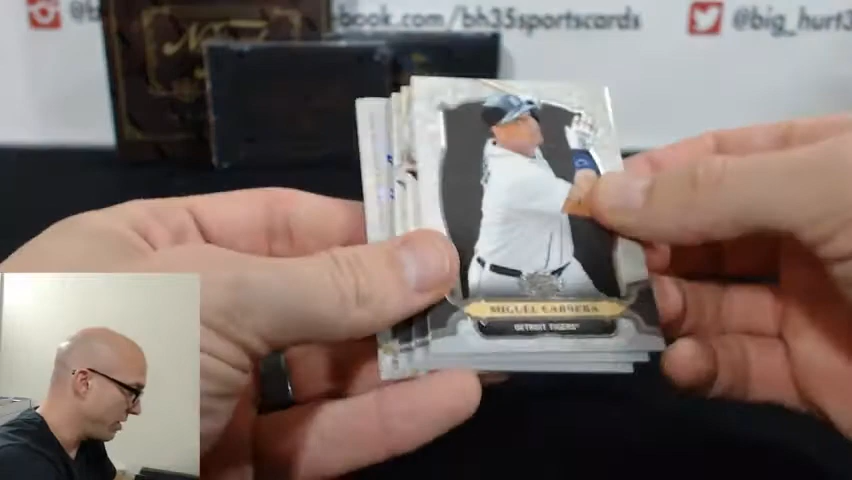 book.com/bh35sportscards
@big_hurt3
MIGUEL CABRERA
DETROIT TIGERS